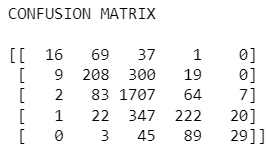 CONFUSION MATRIX
[[ 16 69 37 1 0]
[ 9 208 300 19 0]
[ 2 83 1707 64 7]
[ 1 22 347 222 20]
[ 0 3 45 89 29]]